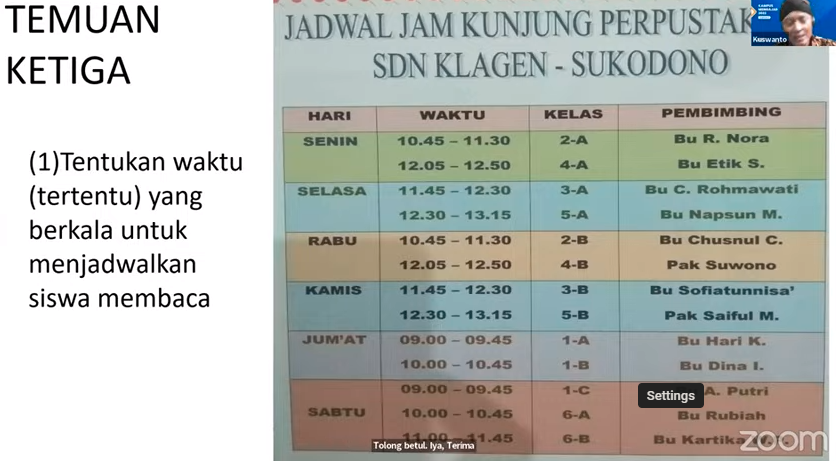 TEMUAN
KETIGA
(1)Tentukan waktu
(tertentu) yang
berkala untuk
menjadwalkan
siswa membaca
JADWAL JAM KUNJUNG PERPUSTAK
SDN KLAGEN - SUKODONO
HARI WAKTU KELAS PEMBIMBING
SENIN 10.45 – 11.30 2-A Bu R. Nora
12.05 – 12.50 4-A Bu Etik S.
SELASA 11.45 – 12.30 3-A Bu C. Rohmawati
12.30 – 13.15 5-A Bu Napsun M.
RABU 10.45 – 11.30 2-B Bu Chusnul C.
12.05 – 12.50 4-B Pak Suwono
KAMIS 11.45 – 12.30 3-B Bu Sofiatunnisa'
12.30 – 13.15 5-B Pak Saiful M.
JUM'AT 09.00 – 09.45 1-A Bu Hari K.
10.00 – 10.45 1-B Bu Dina I.
09.00 – 09.45 1-C A. Putri
SABTU 10.00 – 10.45 6-A Bu Rubiah
11.00 – 11.45 6-B Bu Kartika
Kuswanto
Settings
Tolong betul. Iya, Terima
zoom